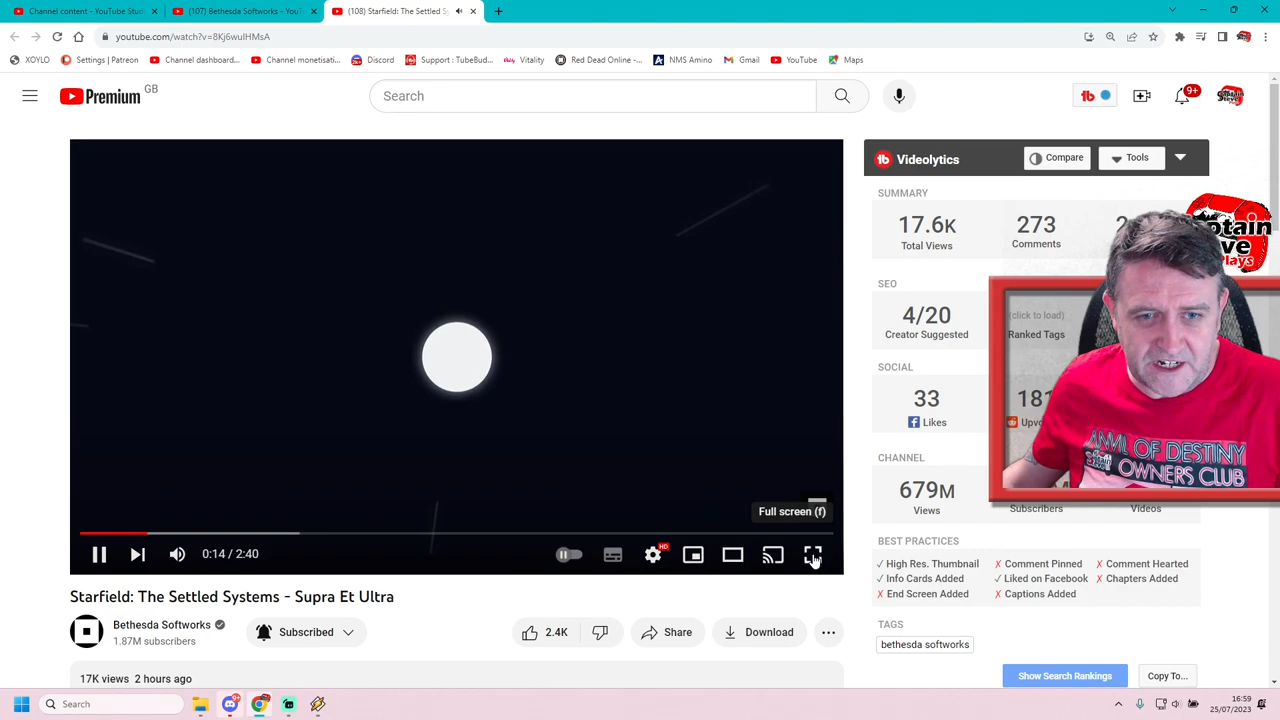 Channel content - YouTube Stud
(107) Bethesda Softworks - YouT
(108) Starfield: The Settled S
youtube.com/watch?v=8Kj6wuIHMsA
XOYLO
Settings | Patreon
Channel dashboard...
Channel monetisati...
Discord
Support : TubeBud...
Vitality
Red Dead Online -...
NMS Amino
Gmail
YouTube
Maps
Premium GB
Search
9+
Videolytics
Compare
Tools
SUMMARY
17.6K
273
Total Views
Comments
SEO
4/20
(click to load)
Creator Suggested
Ranked Tags
SOCIAL
33
181
Likes
Upvo
CHANNEL
679M
Views
Subscribers
Videos
Plays
ANVIL OF DESTINY
OWNERS CLUB
Full screen (f)
0:14 / 2:40
HD
BEST PRACTICES
✓ High Res. Thumbnail
✗ Comment Pinned
✗ Comment Hearted
✓ Info Cards Added
✓ Liked on Facebook
✗ Chapters Added
✗ End Screen Added
✗ Captions Added
TAGS
bethesda softworks
Show Search Rankings
Copy To...
Starfield: The Settled Systems - Supra Et Ultra
Bethesda Softworks
1.87M subscribers
Subscribed
2.4K
Share
Download
17K views 2 hours ago
Search
16:59
25/07/2023